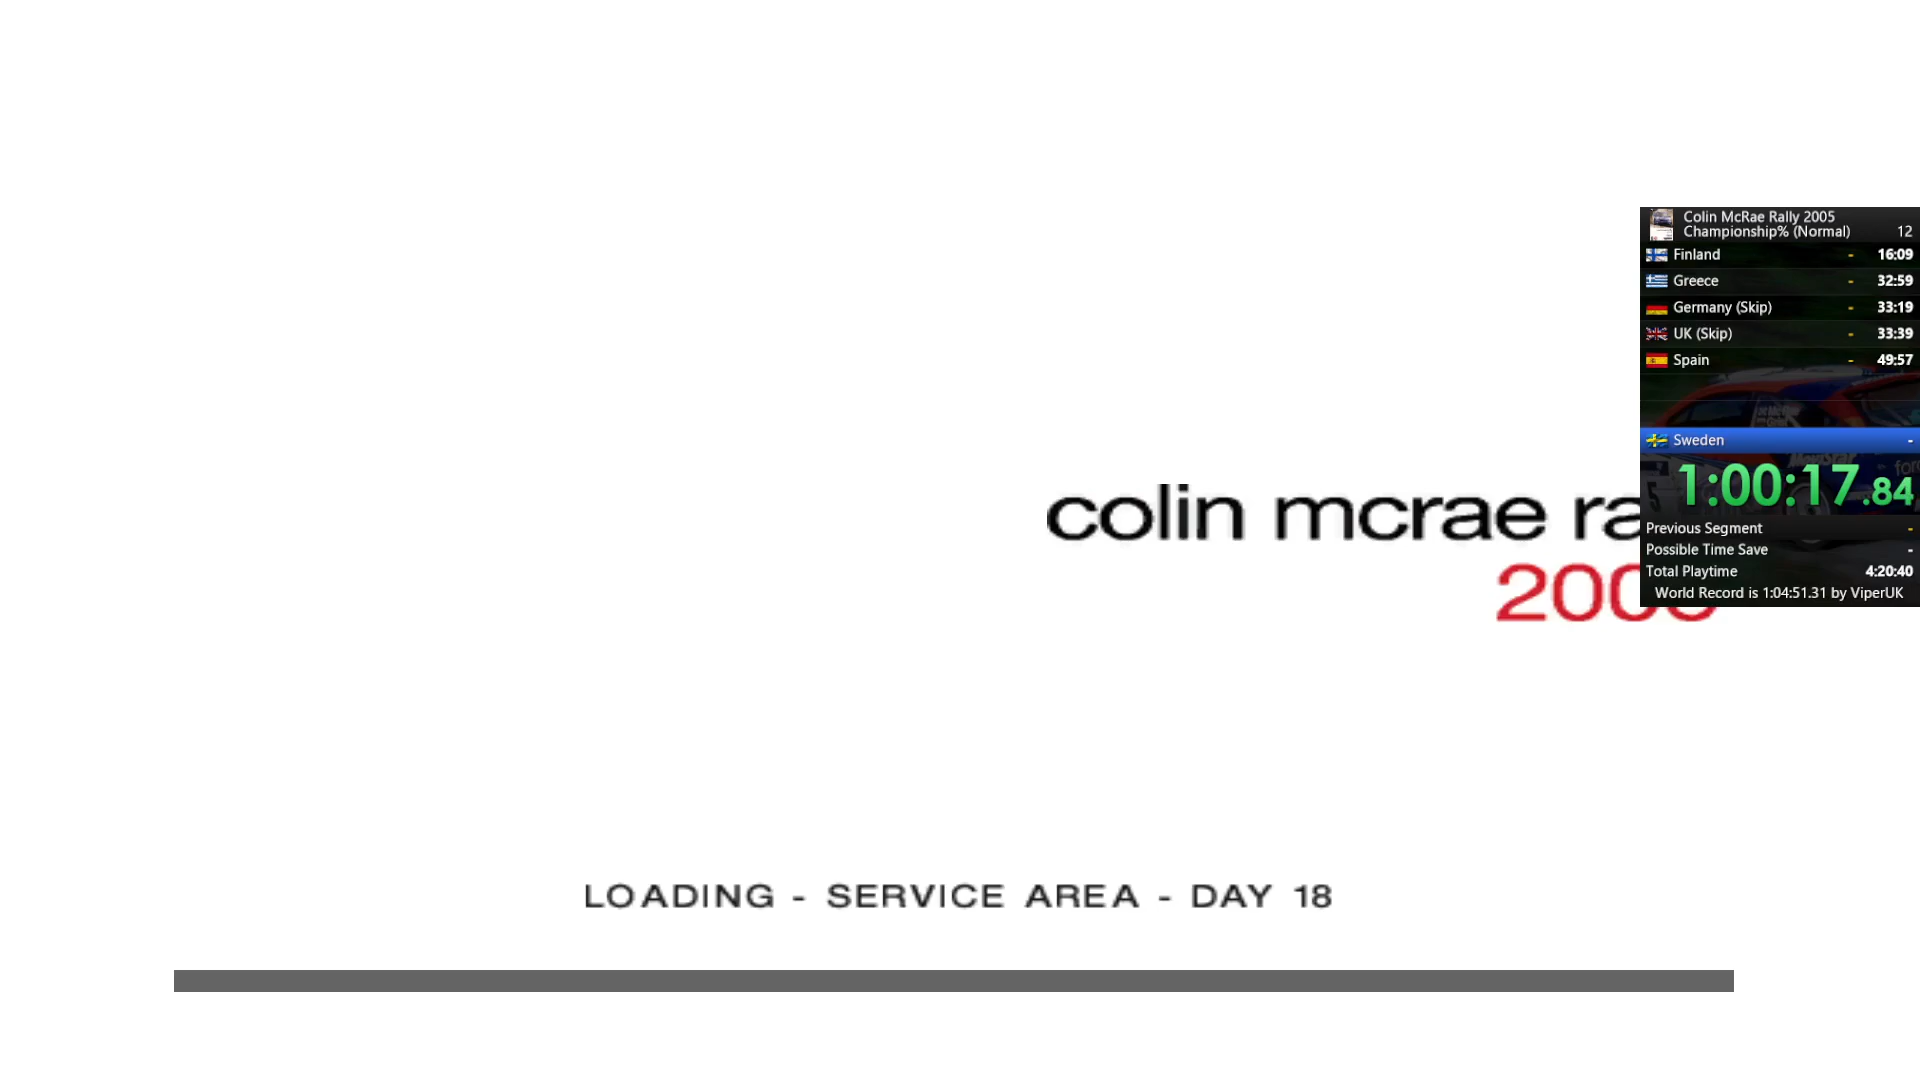 Colin McRae Rally 2005
Championship% (Normal) 12
Finland - 16:09
Greece - 32:59
Germany (Skip) - 33:19
UK (Skip) - 33:39
Spain - 49:57
Sweden -
1:00:17.84
Previous Segment -
Possible Time Save -
Total Playtime 4:20:40
World Record is 1:04:51.31 by ViperUK
colin mcrae ra
2005
LOADING - SERVICE AREA - DAY 18